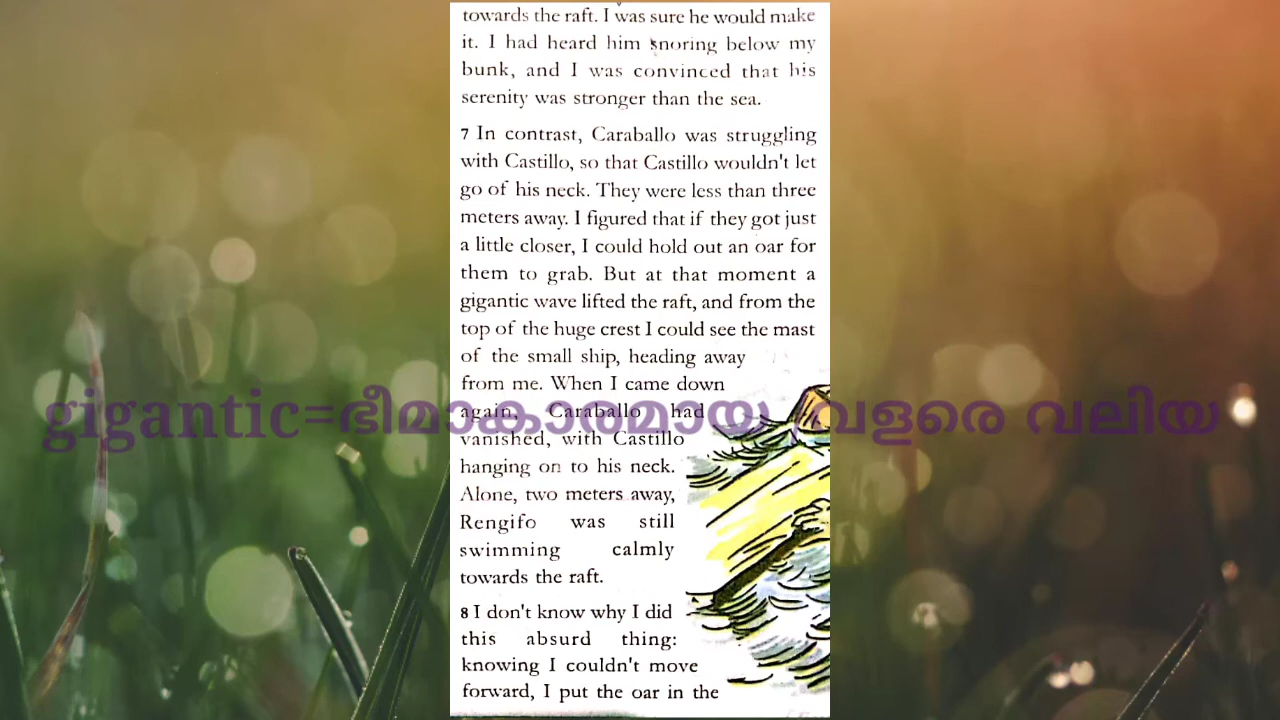 towards the raft. I was sure he would make
it. I had heard him snoring below my
bunk, and I was convinced that his
serenity was stronger than the sea.
7 In contrast, Caraballo was struggling
with Castillo, so that Castillo wouldn't let
go of his neck. They were less than three
meters away. I figured that if they got just
a little closer, I could hold out an oar for
them to grab. But at that moment a
gigantic wave lifted the raft, and from the
top of the huge crest I could see the mast
of the small ship, heading away
from me. When I came down
again, Caraballo had
gigantic=ഭീമാകാരമായ വളരെ വലിയ
vanished, with Castillo
hanging on to his neck.
Alone, two meters away,
Rengifo was still
swimming calmly
towards the raft.
8 I don't know why I did
this absurd thing:
knowing I couldn't move
forward, I put the oar in the